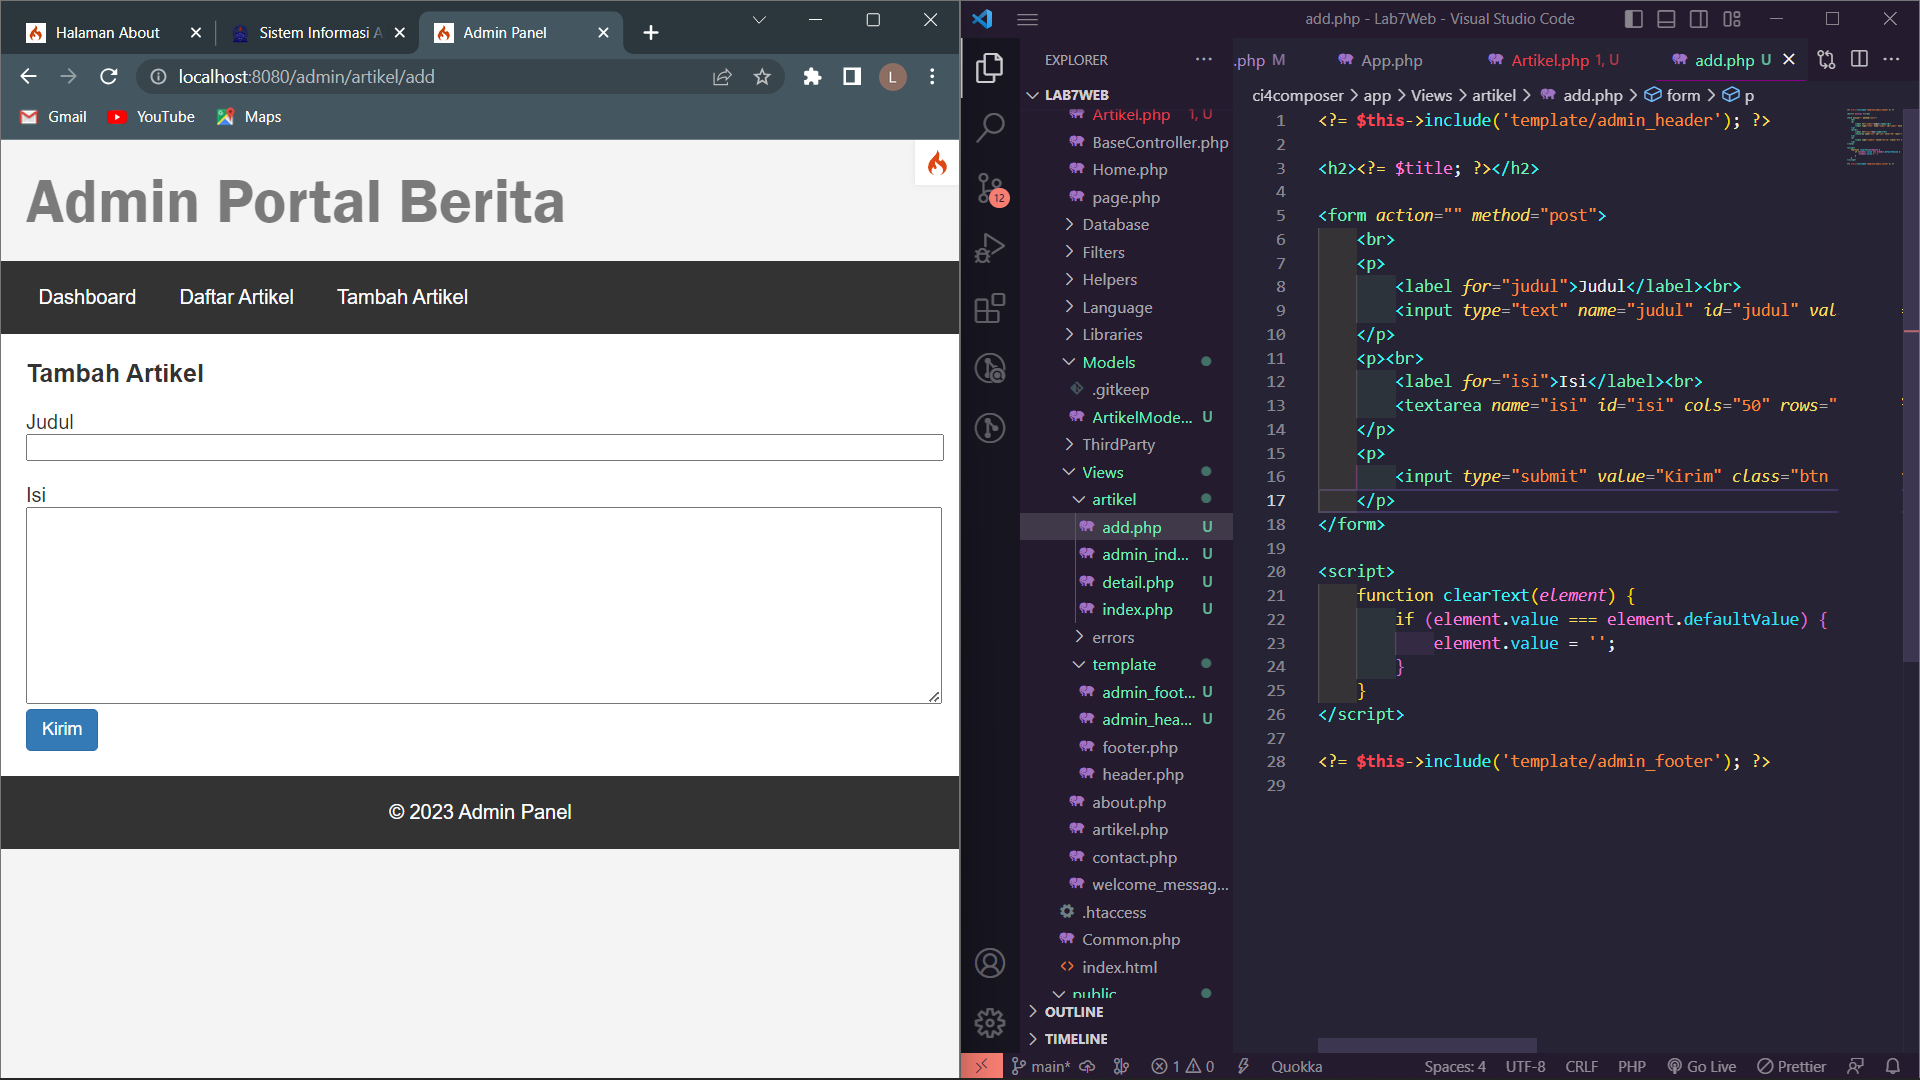 Halaman About
Sistem Informasi A
Admin Panel
localhost:8080/admin/artikel/add
L
Gmail
YouTube
Maps
Admin Portal Berita
Dashboard
Daftar Artikel
Tambah Artikel
Tambah Artikel
Judul
Isi
Kirim
© 2023 Admin Panel
add.php - Lab7Web - Visual Studio Code
EXPLORER
LAB7WEB
Artikel.php 1, U
BaseController.php
Home.php
page.php
12
Database
Filters
Helpers
Language
Libraries
Models
.gitkeep
ArtikelMode... U
ThirdParty
Views
artikel
add.php U
admin_ind... U
detail.php U
index.php U
errors
template
admin_foot... U
admin_hea... U
footer.php
header.php
about.php
artikel.php
contact.php
welcome_messag...
.htaccess
Common.php
index.html
public
OUTLINE
TIMELINE
.php M
App.php
Artikel.php 1, U
add.php U
ci4composer > app > Views > artikel > add.php > form > p
1 <?= $this->include('template/admin_header'); ?>
2
3 <h2><?= $title; ?></h2>
4
5 <form action="" method="post">
6 <br>
7 <p>
8 <label for="judul">Judul</label><br>
9 <input type="text" name="judul" id="judul" val
10 </p>
11 <p><br>
12 <label for="isi">Isi</label><br>
13 <textarea name="isi" id="isi" cols="50" rows="
14 </p>
15 <p>
16 <input type="submit" value="Kirim" class="btn
17 </p>
18 </form>
19
20 <script>
21 function clearText(element) {
22 if (element.value === element.defaultValue) {
23 element.value = '';
24 }
25 }
26 </script>
27
28 <?= $this->include('template/admin_footer'); ?>
29
main*
1
0
Quokka
Spaces: 4
UTF-8
CRLF
PHP
Go Live
Prettier